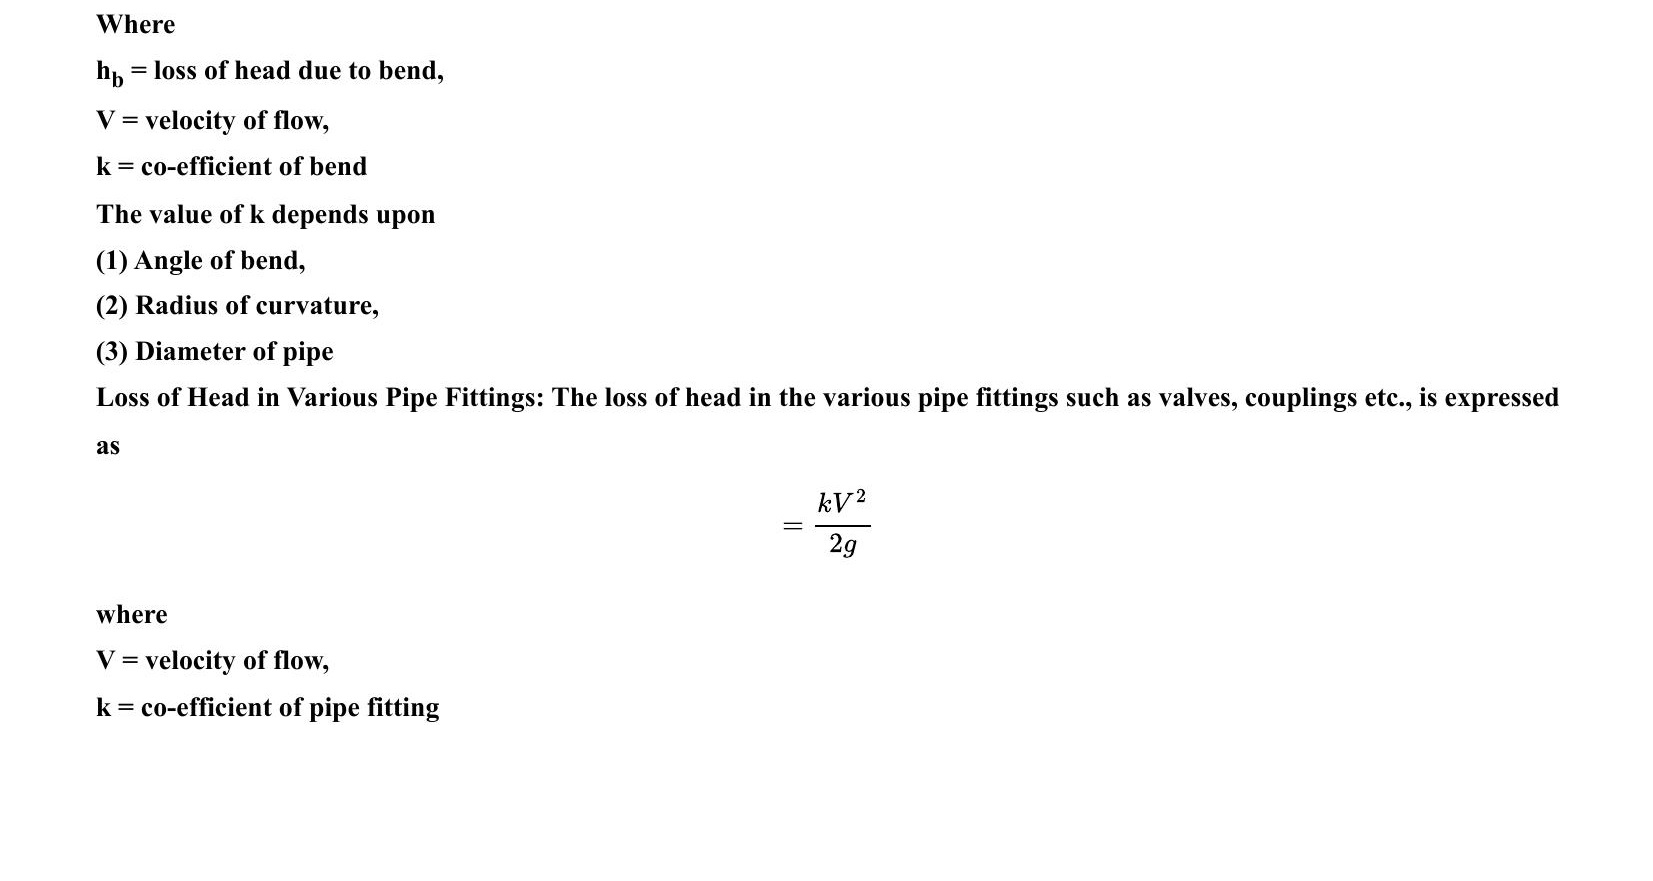 Where
h_b = loss of head due to bend,
V = velocity of flow,
k = co-efficient of bend
The value of k depends upon
(1) Angle of bend,
(2) Radius of curvature,
(3) Diameter of pipe
Loss of Head in Various Pipe Fittings: The loss of head in the various pipe fittings such as valves, couplings etc., is expressed
as
= \frac{kV^2}{2g}
where
V = velocity of flow,
k = co-efficient of pipe fitting